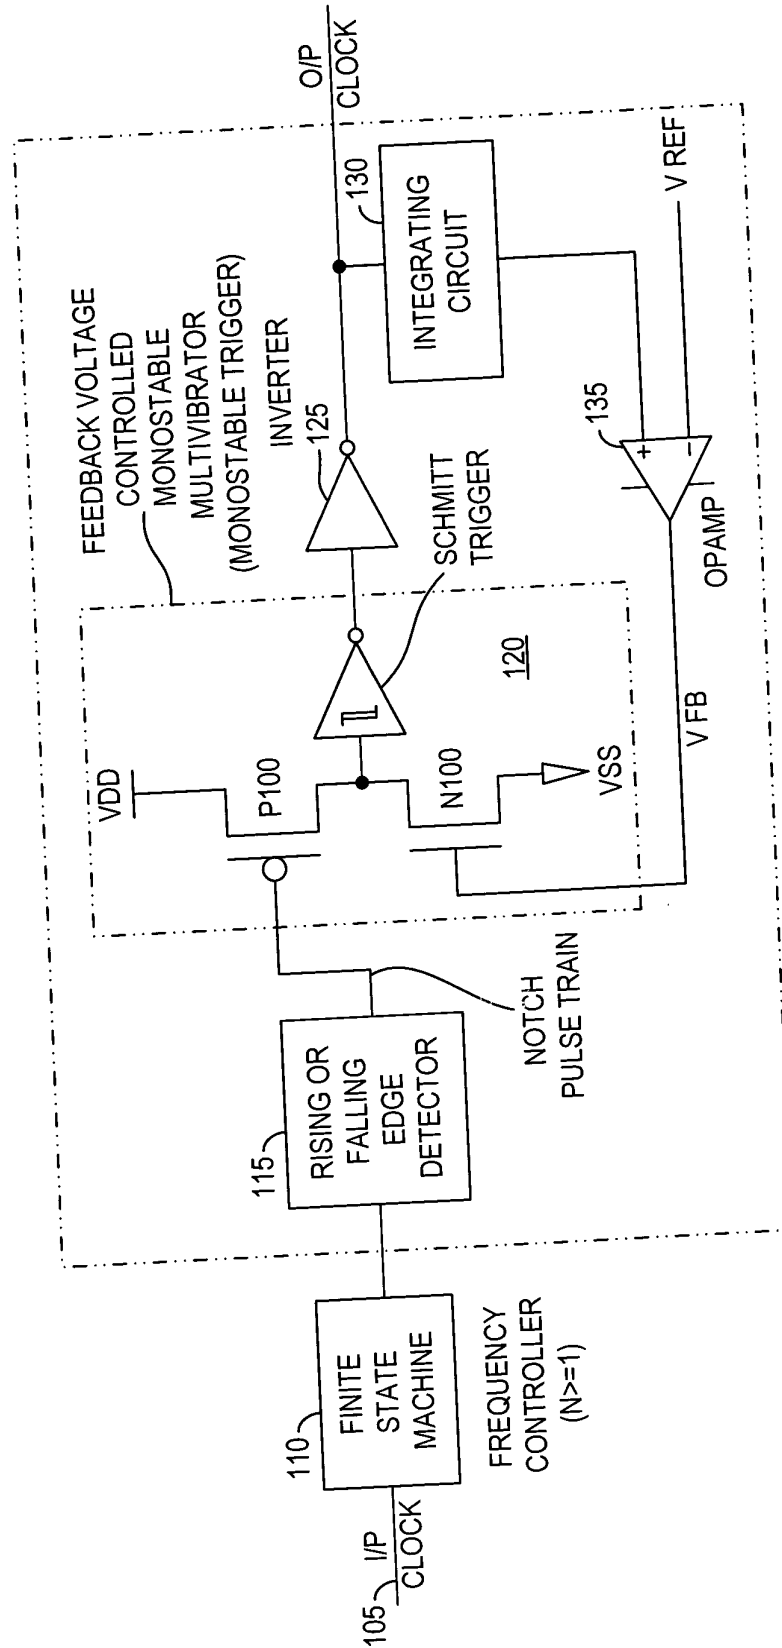 105
I/P
CLOCK
110
FINITE
STATE
MACHINE
FREQUENCY
CONTROLLER
(N>=1)
115
RISING OR
FALLING
EDGE
DETECTOR
NOTCH
PULSE TRAIN
FEEDBACK VOLTAGE
CONTROLLED
MONOSTABLE
MULTIVIBRATOR
(MONOSTABLE TRIGGER)
VDD
P100
N100
VSS
120
SCHMITT
TRIGGER
INVERTER
125
O/P
CLOCK
130
INTEGRATING
CIRCUIT
135
+
-
OPAMP
V REF
V FB